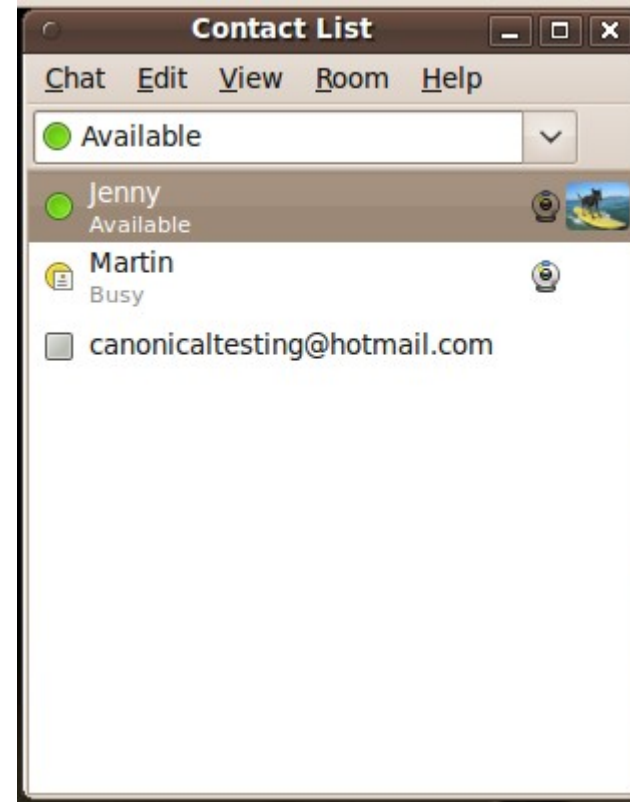 Contact List
Chat Edit View Room Help
Available
Jenny
Available
Martin
Busy
canonicaltesting@hotmail.com